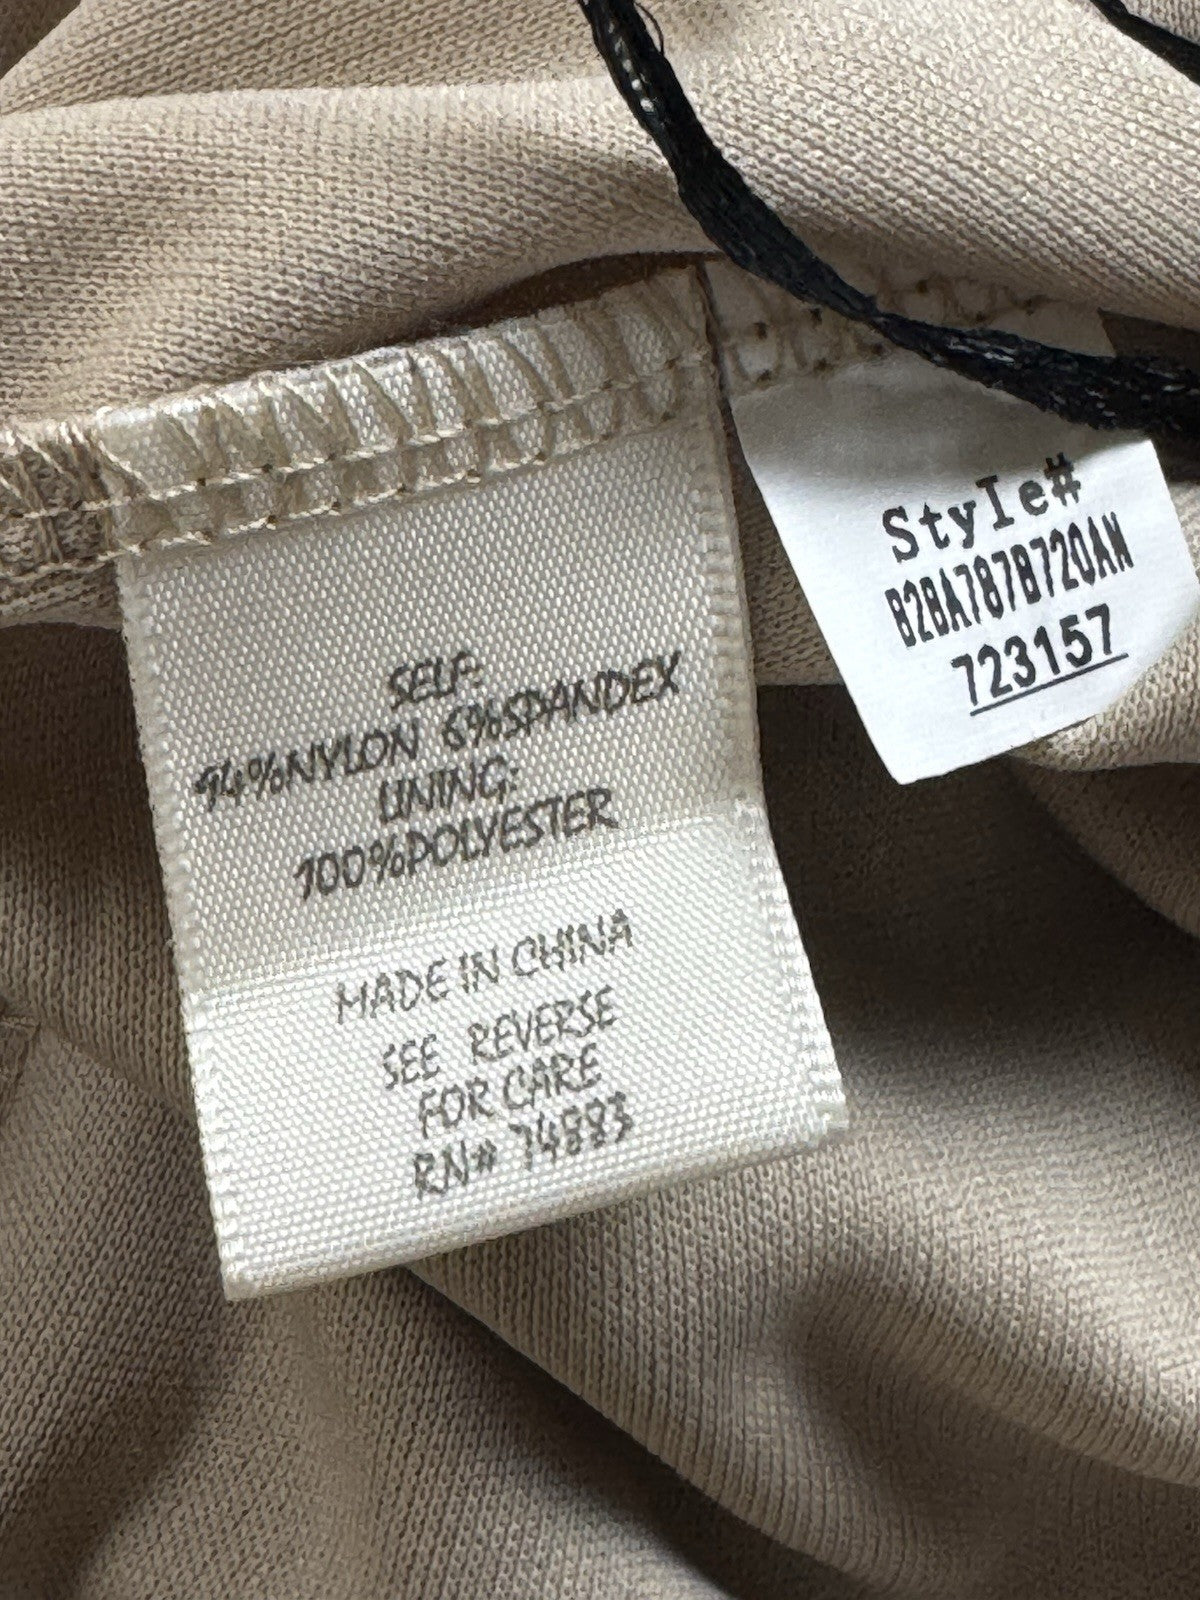 SELF:
94%NYLON 6%SPANDEX
LINING:
100%POLYESTER
MADE IN CHINA
SEE REVERSE
FOR CARE
RN# 74883
Style#
B2BA787B720AN
723157